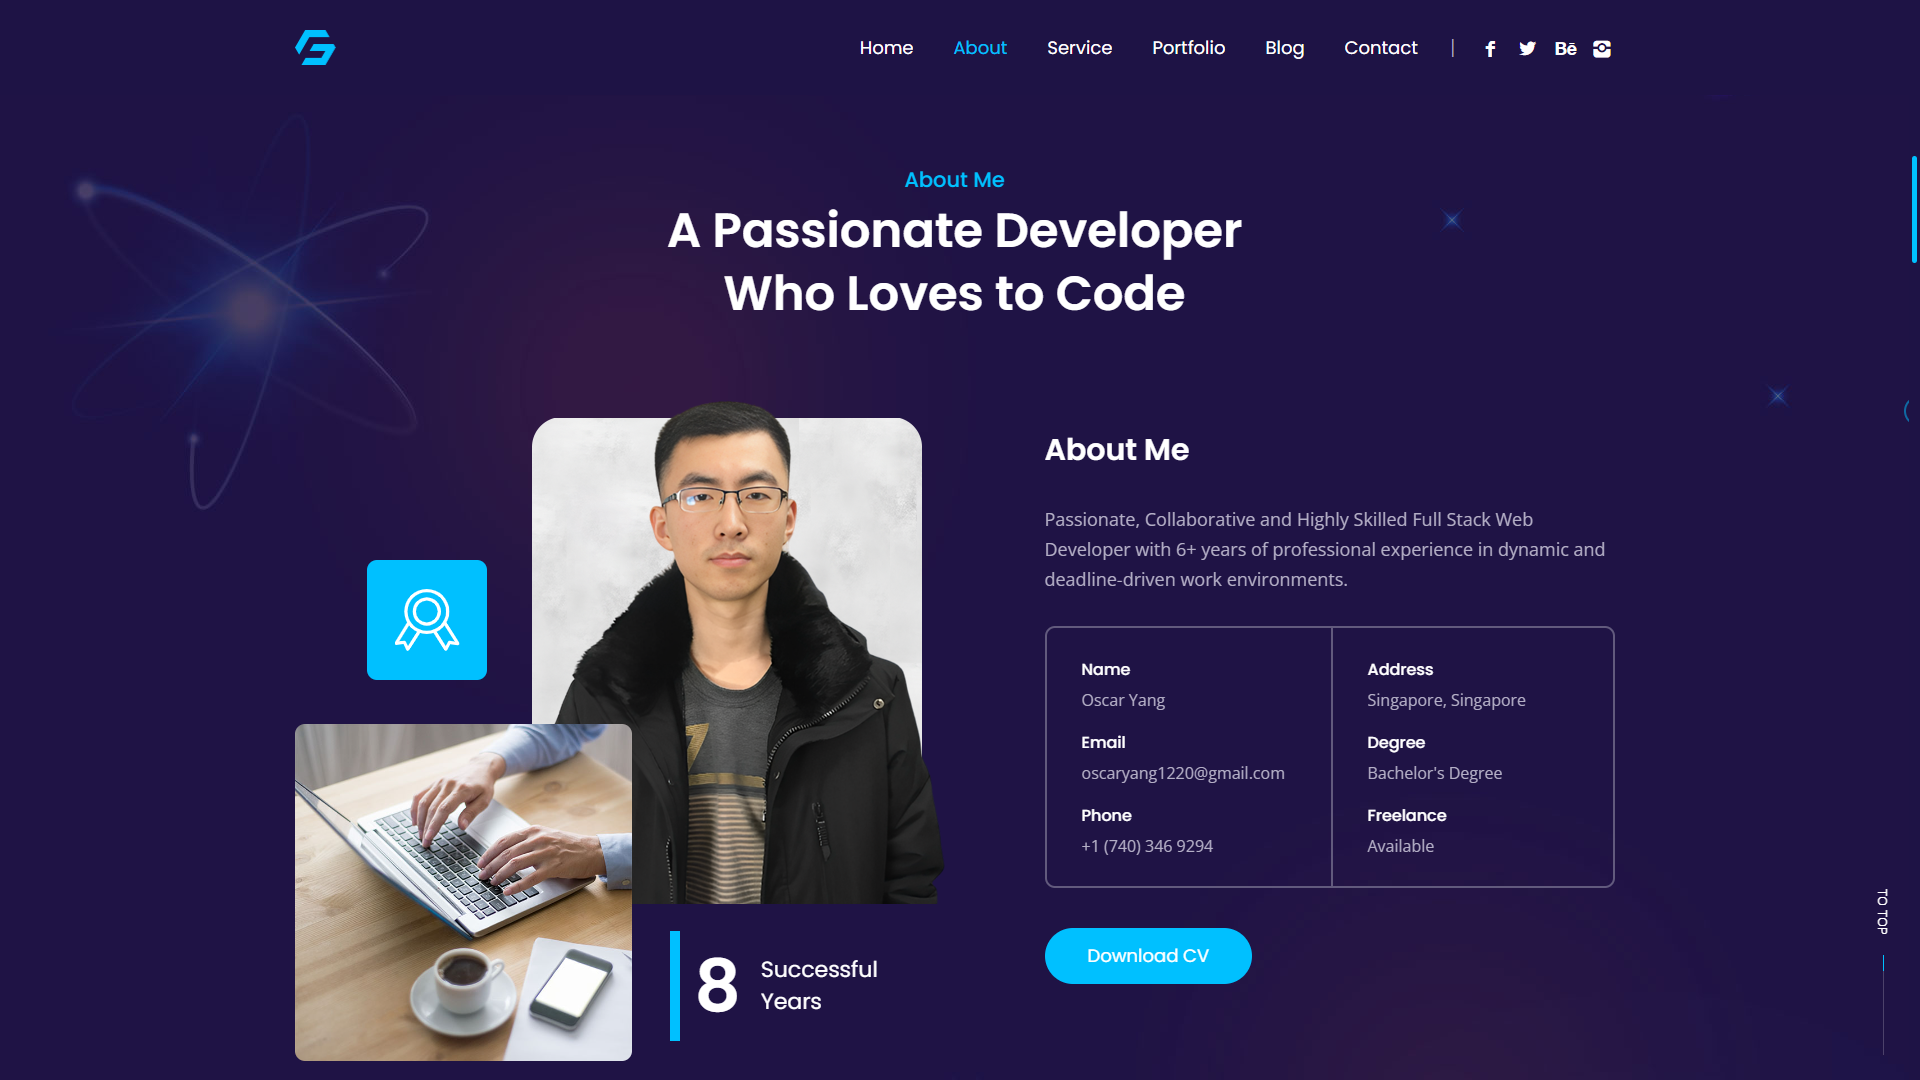 Home About Service Portfolio Blog Contact | Bē
About Me
A Passionate Developer
Who Loves to Code
About Me
Passionate, Collaborative and Highly Skilled Full Stack Web
Developer with 6+ years of professional experience in dynamic and
deadline-driven work environments.
Name
Oscar Yang
Email
oscaryang1220@gmail.com
Phone
+1 (740) 346 9294
Address
Singapore, Singapore
Degree
Bachelor's Degree
Freelance
Available
Download CV
8
Successful
Years
TO TOP